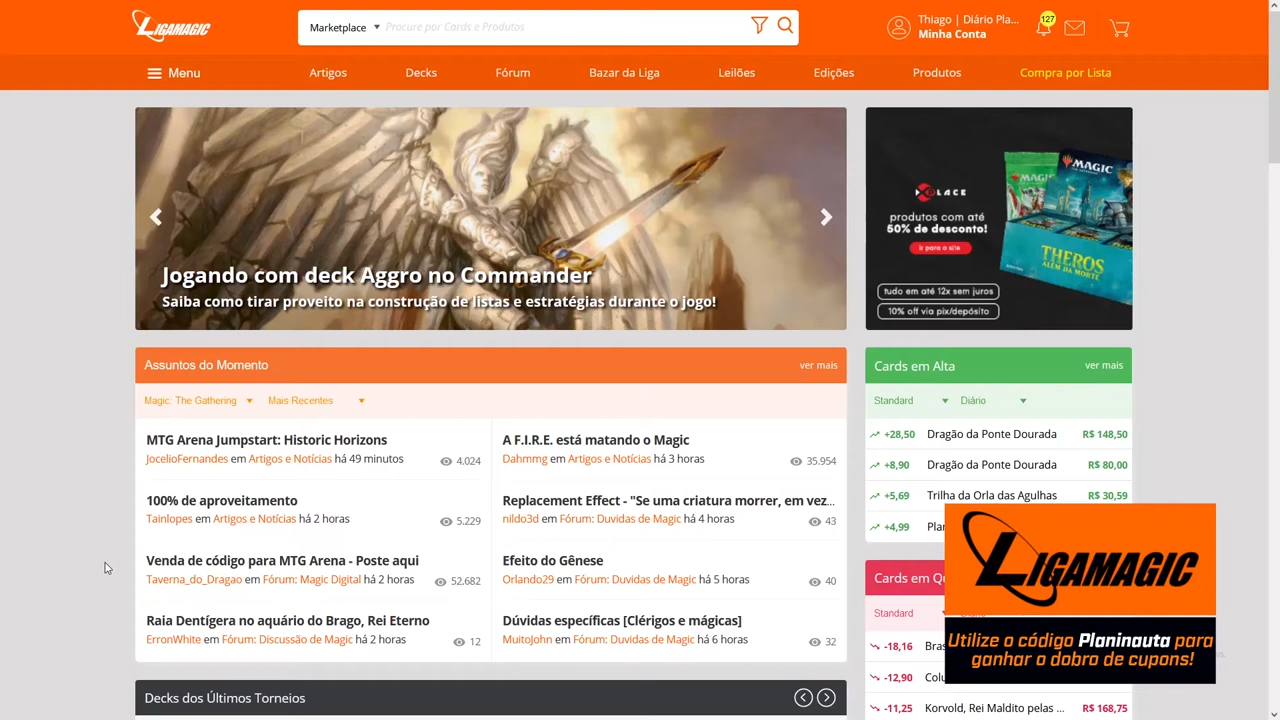 LIGAMAGIC
Marketplace
Procure por Cards e Produtos
Thiago | Diário Pla...
Minha Conta
127
Menu
Artigos
Decks
Fórum
Bazar da Liga
Leilões
Edições
Produtos
Compra por Lista
Jogando com deck Aggro no Commander
Saiba como tirar proveito na construção de listas e estratégias durante o jogo!
PLACE
produtos com até
50% de desconto!
ir para o site
tudo em até 12x sem juros
10% off via pix/depósito
MAGIC
MAGIC
THEROS
ALÉM DA MORTE
Assuntos do Momento
ver mais
Magic: The Gathering
Mais Recentes
MTG Arena Jumpstart: Historic Horizons
JocelioFernandes em Artigos e Notícias há 49 minutos
4.024
A F.I.R.E. está matando o Magic
Dahmmg em Artigos e Notícias há 3 horas
35.954
100% de aproveitamento
Tainlopes em Artigos e Notícias há 2 horas
5.229
Replacement Effect - "Se uma criatura morrer, em vez...
nildo3d em Fórum: Duvidas de Magic há 4 horas
43
Venda de código para MTG Arena - Poste aqui
Taverna_do_Dragao em Fórum: Magic Digital há 2 horas
52.682
Efeito do Gênese
Orlando29 em Fórum: Duvidas de Magic há 5 horas
40
Raia Dentígera no aquário do Brago, Rei Eterno
ErronWhite em Fórum: Discussão de Magic há 2 horas
12
Dúvidas específicas [Clérigos e mágicas]
MuitoJohn em Fórum: Duvidas de Magic há 6 horas
32
Decks dos Últimos Torneios
Cards em Alta
ver mais
Standard
Diário
+28,50 Dragão da Ponte Dourada R$ 148,50
+8,90 Dragão da Ponte Dourada R$ 80,00
+5,69 Trilha da Orla das Agulhas R$ 30,59
+4,99
Cards em
Standard
-18,16
-12,90
-11,25 Korvold, Rei Maldito pelas ... R$ 168,75
LIGAMAGIC
Utilize o código Planinauta para
ganhar o dobro de cupons!